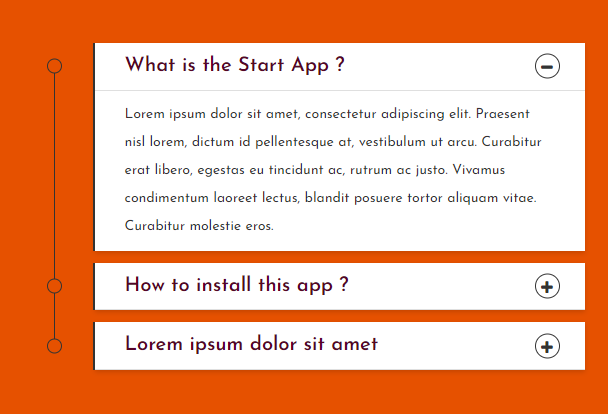 What is the Start App ?
Lorem ipsum dolor sit amet, consectetur adipiscing elit. Praesent
nisl lorem, dictum id pellentesque at, vestibulum ut arcu. Curabitur
erat libero, egestas eu tincidunt ac, rutrum ac justo. Vivamus
condimentum laoreet lectus, blandit posuere tortor aliquam vitae.
Curabitur molestie eros.
How to install this app ?
Lorem ipsum dolor sit amet